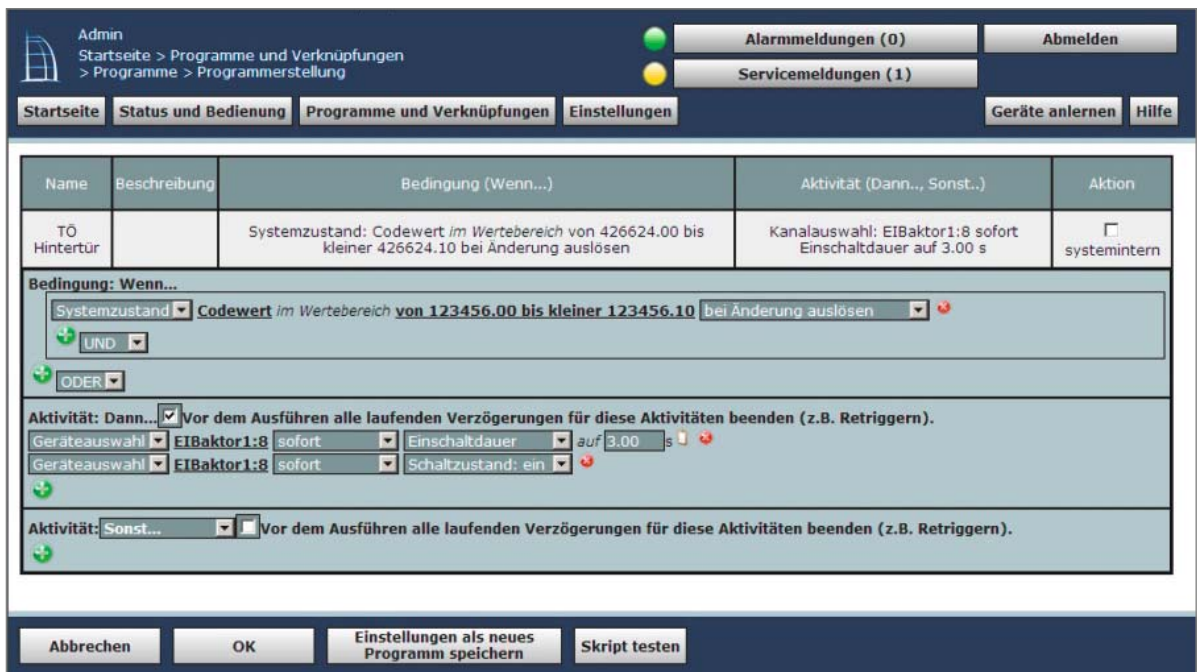 Admin
Startseite > Programme und Verknüpfungen
> Programme > Programmerstellung
Alarmmeldungen (0)
Abmelden
Servicemeldungen (1)
Startseite
Status und Bedienung
Programme und Verknüpfungen
Einstellungen
Geräte anlernen
Hilfe
Name
Beschreibung
Bedingung (Wenn...)
Aktivität (Dann.., Sonst..)
Aktion
TÖ
Hintertür
Systemzustand: Codewert im Wertebereich von 426624.00 bis
kleiner 426624.10 bei Änderung auslösen
Kanalauswahl: EIBaktor1:8 sofort
Einschaltdauer auf 3.00 s
systemintern
Bedingung: Wenn...
Systemzustand Codewert im Wertebereich von 123456.00 bis kleiner 123456.10 bei Änderung auslösen
UND
ODER
Aktivität: Dann... Vor dem Ausführen alle laufenden Verzögerungen für diese Aktivitäten beenden (z.B. Retriggern).
Geräteauswahl EIBaktor1:8 sofort Einschaltdauer auf 3.00 s
Geräteauswahl EIBaktor1:8 sofort Schaltzustand: ein
Aktivität: Sonst... Vor dem Ausführen alle laufenden Verzögerungen für diese Aktivitäten beenden (z.B. Retriggern).
Abbrechen
OK
Einstellungen als neues
Programm speichern
Skript testen